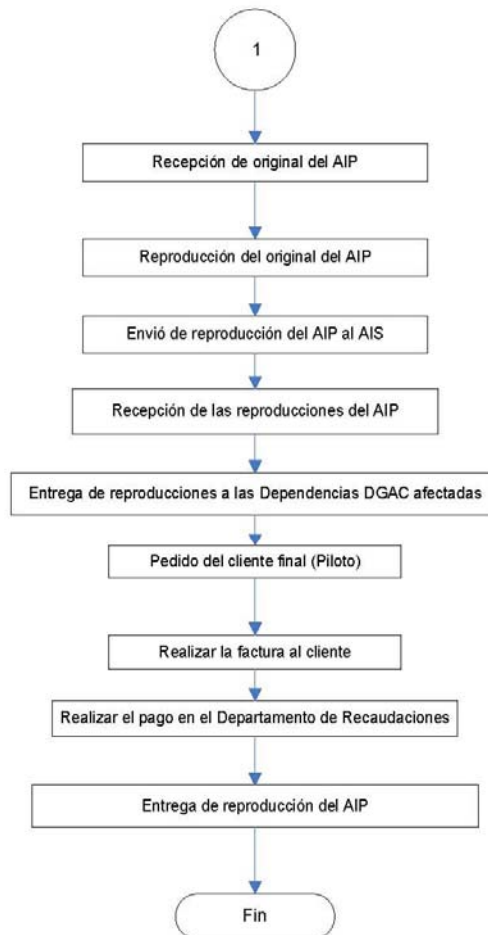 1
Recepción de original del AIP
Reproducción del original del AIP
Envió de reproducción del AIP al AIS
Recepción de las reproducciones del AIP
Entrega de reproducciones a las Dependencias DGAC afectadas
Pedido del cliente final (Piloto)
Realizar la factura al cliente
Realizar el pago en el Departamento de Recaudaciones
Entrega de reproducción del AIP
Fin